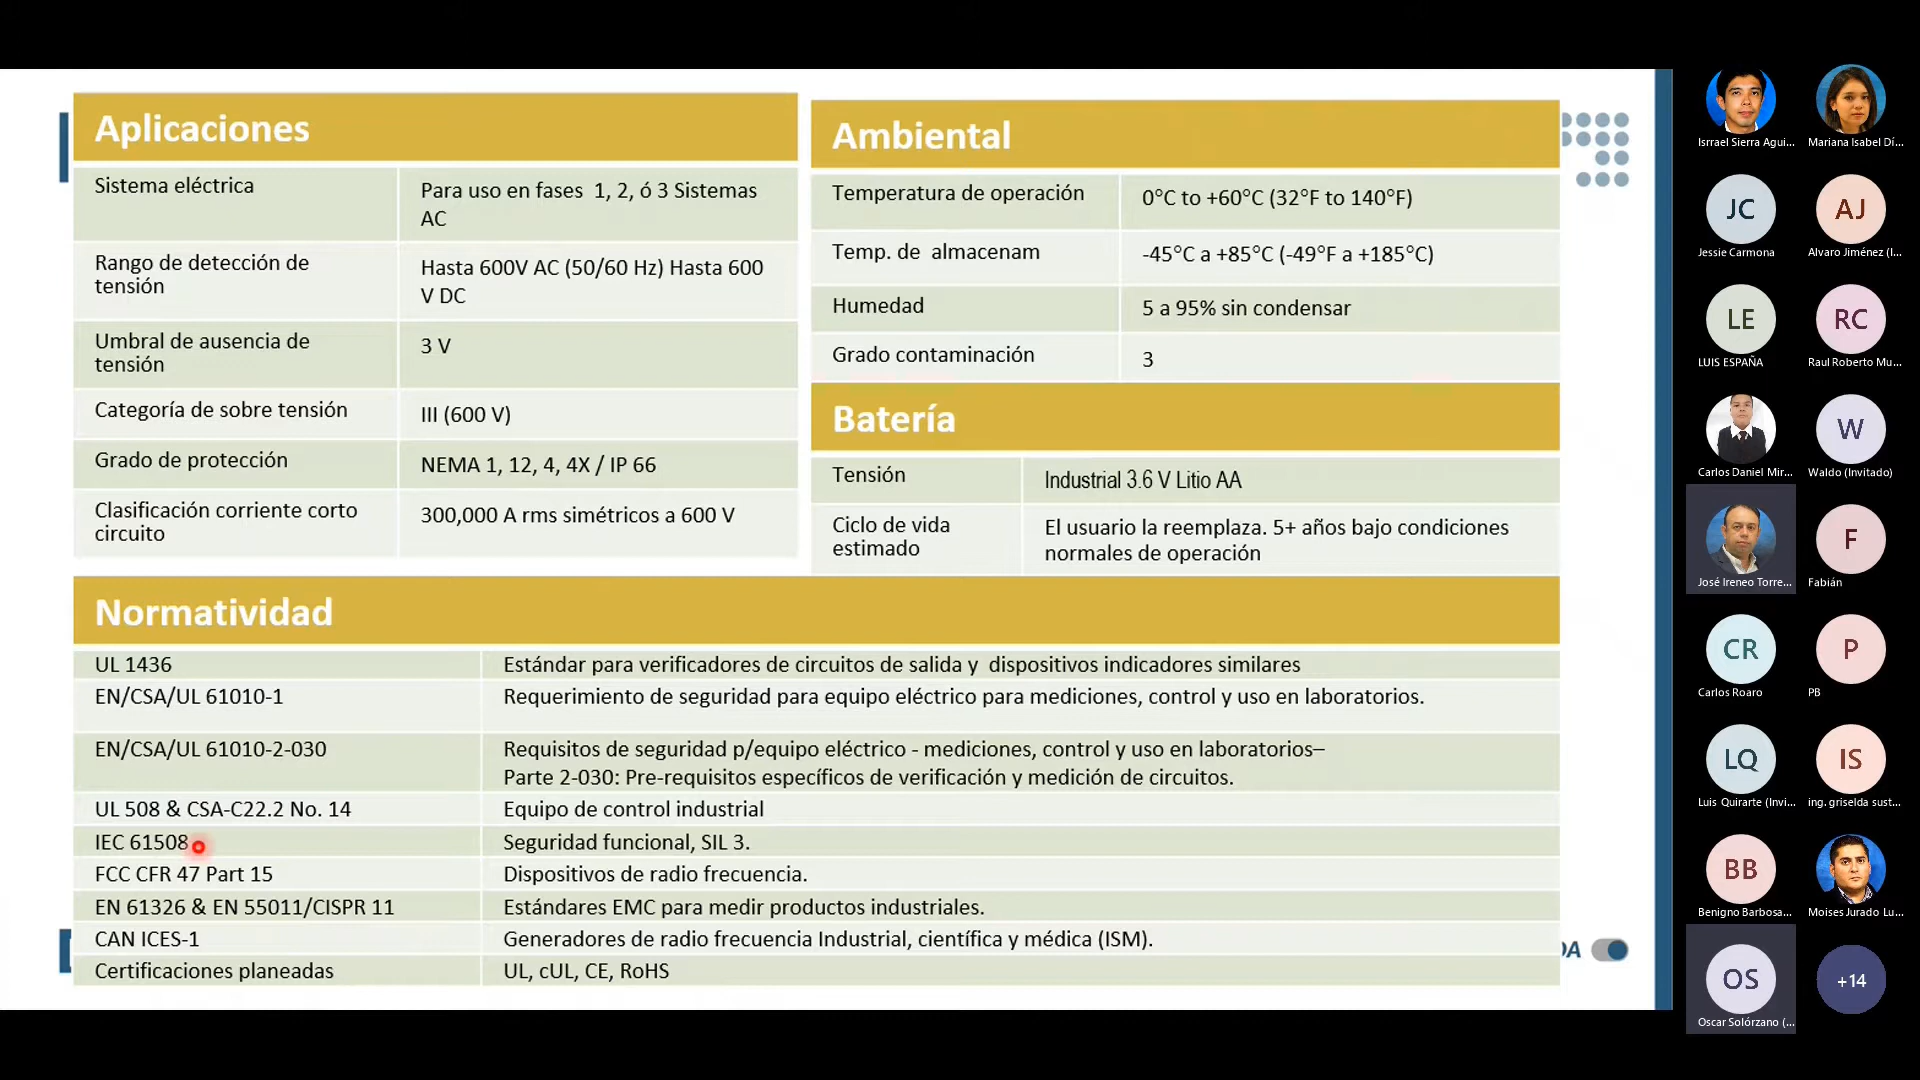 Aplicaciones
Sistema eléctrica
Para uso en fases 1, 2, ó 3 Sistemas
AC
Rango de detección de
tensión
Hasta 600V AC (50/60 Hz) Hasta 600
V DC
Umbral de ausencia de
tensión
3 V
Categoría de sobre tensión
III (600 V)
Grado de protección
NEMA 1, 12, 4, 4X / IP 66
Clasificación corriente corto
circuito
300,000 A rms simétricos a 600 V
Ambiental
Temperatura de operación
0°C to +60°C (32°F to 140°F)
Temp. de almacenam
-45°C a +85°C (-49°F a +185°C)
Humedad
5 a 95% sin condensar
Grado contaminación
3
Batería
Tensión
Industrial 3.6 V Litio AA
Ciclo de vida
estimado
El usuario la reemplaza. 5+ años bajo condiciones
normales de operación
Normatividad
UL 1436
Estándar para verificadores de circuitos de salida y dispositivos indicadores similares
EN/CSA/UL 61010-1
Requerimiento de seguridad para equipo eléctrico para mediciones, control y uso en laboratorios.
EN/CSA/UL 61010-2-030
Requisitos de seguridad p/equipo eléctrico - mediciones, control y uso en laboratorios–
Parte 2-030: Pre-requisitos específicos de verificación y medición de circuitos.
UL 508 & CSA-C22.2 No. 14
Equipo de control industrial
IEC 61508
Seguridad funcional, SIL 3.
FCC CFR 47 Part 15
Dispositivos de radio frecuencia.
EN 61326 & EN 55011/CISPR 11
Estándares EMC para medir productos industriales.
CAN ICES-1
Generadores de radio frecuencia Industrial, científica y médica (ISM).
Certificaciones planeadas
UL, cUL, CE, RoHS
DA
Isrrael Sierra Agui...
Mariana Isabel Dí...
JC
Jessie Carmona
AJ
Alvaro Jiménez (I...
LE
LUIS ESPAÑA
RC
Raul Roberto Mu...
Carlos Daniel Mir...
W
Waldo (Invitado)
José Ireneo Torre...
F
Fabián
CR
Carlos Roaro
P
PB
LQ
Luis Quirarte (Invi...
IS
ing. griselda sust...
BB
Benigno Barbosa...
Moises Jurado Lu...
OS
Oscar Solórzano (...
+14